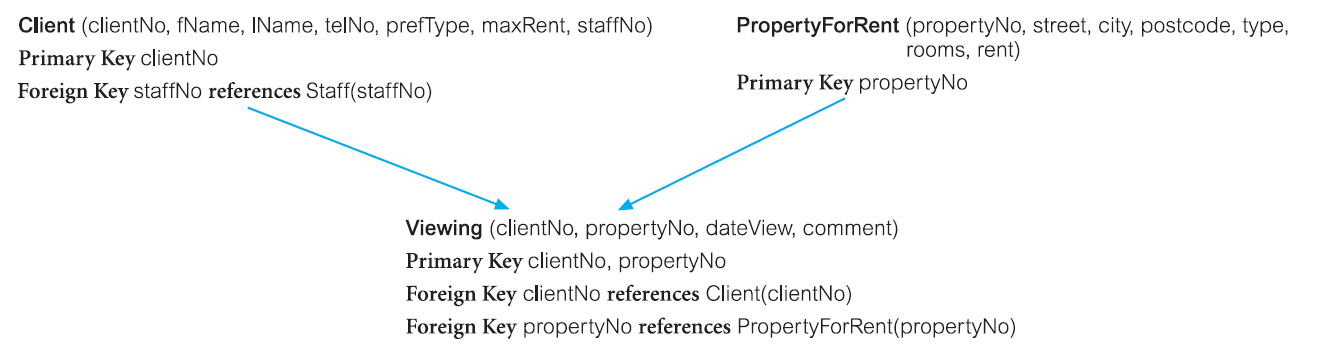 Client (clientNo, fName, lName, telNo, prefType, maxRent, staffNo)
Primary Key clientNo
Foreign Key staffNo references Staff(staffNo)
PropertyForRent (propertyNo, street, city, postcode, type,
rooms, rent)
Primary Key propertyNo
Viewing (clientNo, propertyNo, dateView, comment)
Primary Key clientNo, propertyNo
Foreign Key clientNo references Client(clientNo)
Foreign Key propertyNo references PropertyForRent(propertyNo)